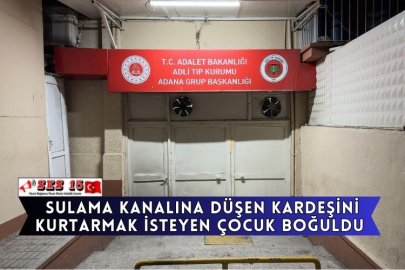 T.C. ADALET BAKANLIĞI
ADLİ TIP KURUMU
ADANA GRUP BAŞKANLIĞI
SES 15
SULAMA KANALINA DÜŞEN KARDEŞİNİ
KURTARMAK İSTEYEN ÇOCUK BOĞULDU